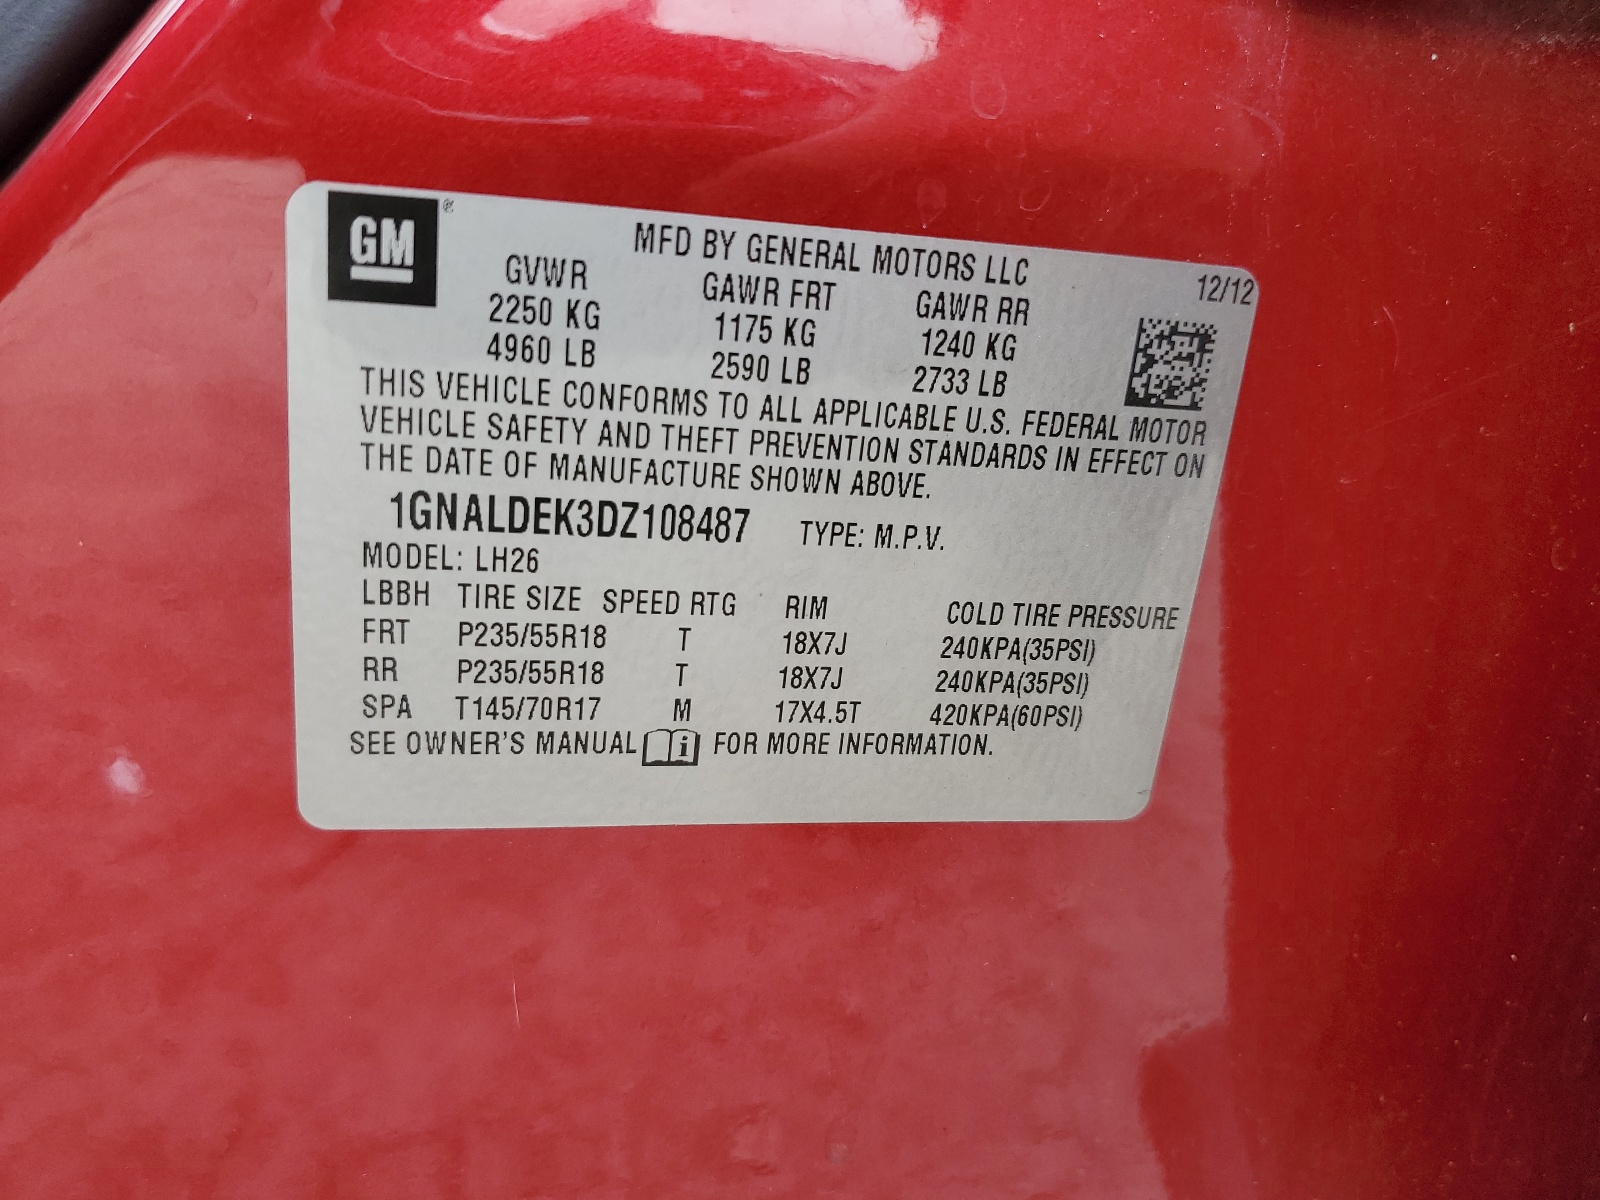 GM ®
MFD BY GENERAL MOTORS LLC 12/12
GVWR GAWR FRT GAWR RR
2250 KG 1175 KG 1240 KG
4960 LB 2590 LB 2733 LB
THIS VEHICLE CONFORMS TO ALL APPLICABLE U.S. FEDERAL MOTOR
VEHICLE SAFETY AND THEFT PREVENTION STANDARDS IN EFFECT ON
THE DATE OF MANUFACTURE SHOWN ABOVE.
1GNALDEK3DZ108487 TYPE: M.P.V.
MODEL: LH26
LBBH TIRE SIZE SPEED RTG RIM COLD TIRE PRESSURE
FRT P235/55R18 T 18X7J 240KPA(35PSI)
RR P235/55R18 T 18X7J 240KPA(35PSI)
SPA T145/70R17 M 17X4.5T 420KPA(60PSI)
SEE OWNER'S MANUAL i FOR MORE INFORMATION.